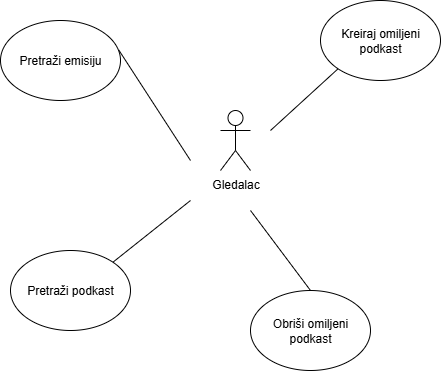 Kreiraj omiljeni
podkast
Pretraži emisiju
Gledalac
Pretraži podkast
Obriši omiljeni
podkast